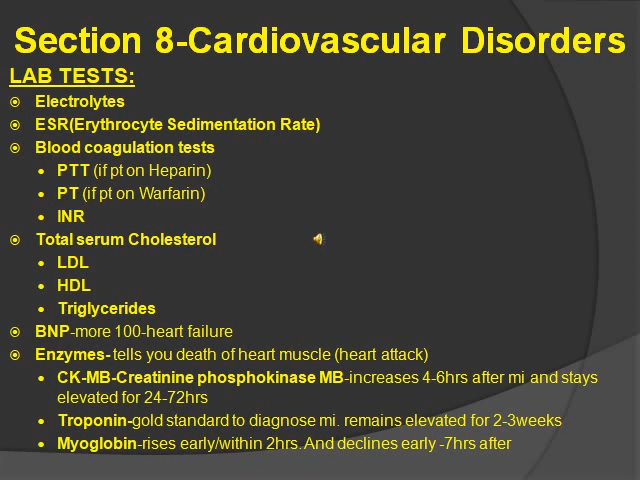 Section 8-Cardiovascular Disorders
LAB TESTS:
Electrolytes
ESR(Erythrocyte Sedimentation Rate)
Blood coagulation tests
PTT (if pt on Heparin)
PT (if pt on Warfarin)
INR
Total serum Cholesterol
LDL
HDL
Triglycerides
BNP-more 100-heart failure
Enzymes- tells you death of heart muscle (heart attack)
CK-MB-Creatinine phosphokinase MB-increases 4-6hrs after mi and stays
elevated for 24-72hrs
Troponin-gold standard to diagnose mi. remains elevated for 2-3weeks
Myoglobin-rises early/within 2hrs. And declines early -7hrs after